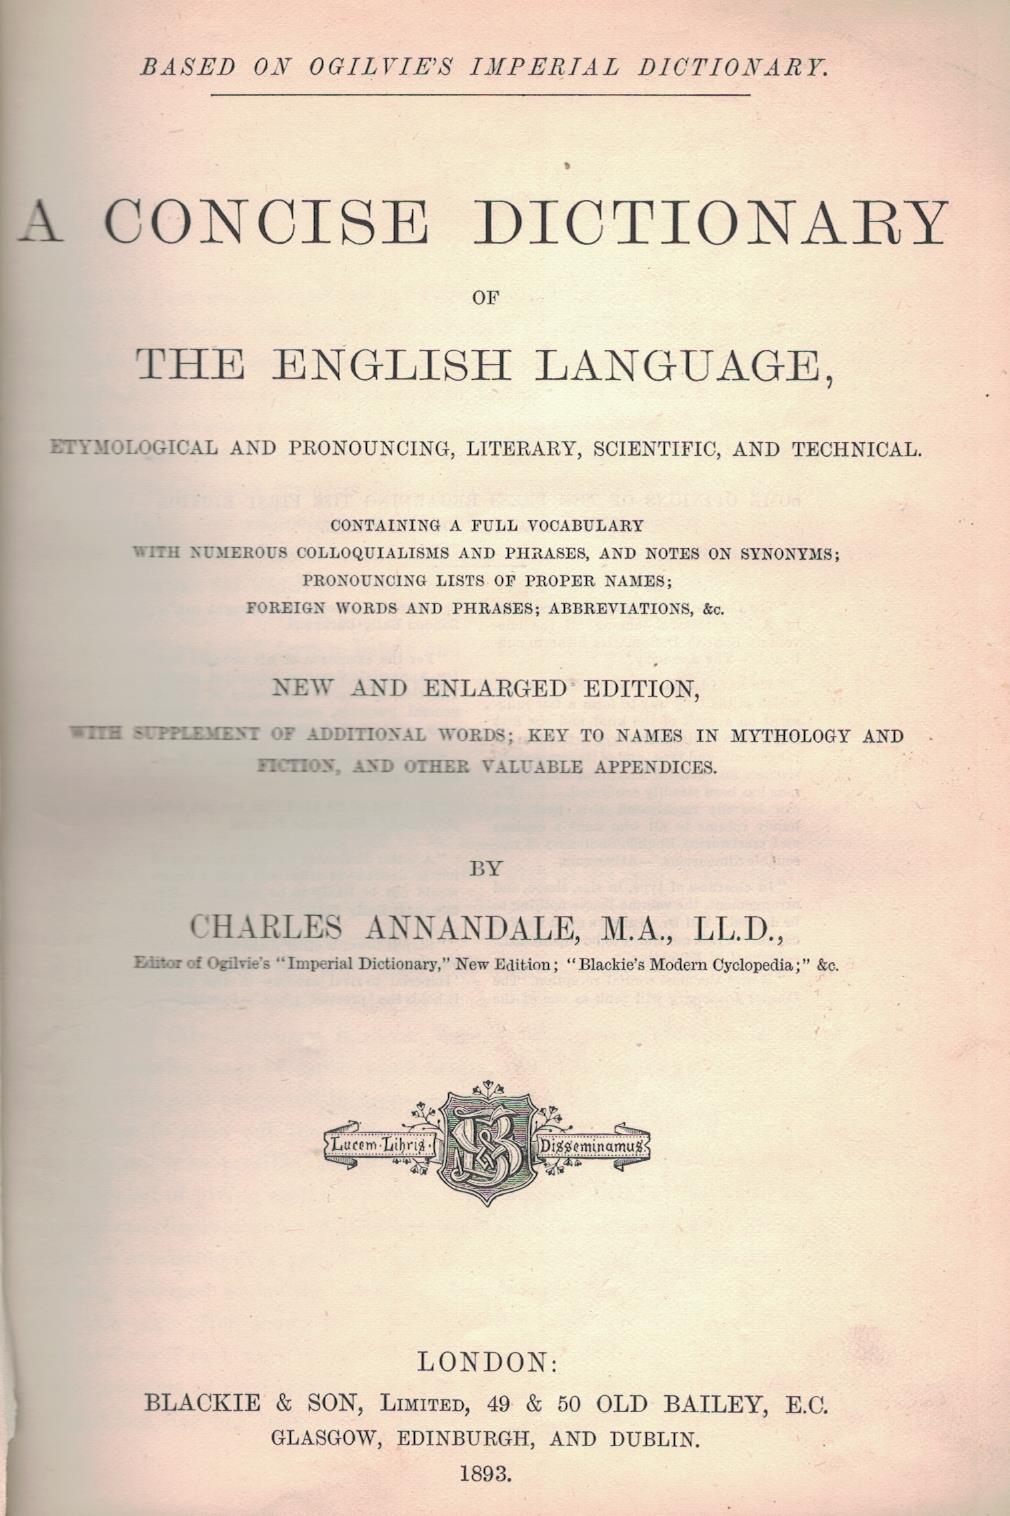 BASED ON OGILVIE'S IMPERIAL DICTIONARY.
A CONCISE DICTIONARY
OF
THE ENGLISH LANGUAGE,
ETYMOLOGICAL AND PRONOUNCING, LITERARY, SCIENTIFIC, AND TECHNICAL.
CONTAINING A FULL VOCABULARY
WITH NUMEROUS COLLOQUIALISMS AND PHRASES, AND NOTES ON SYNONYMS;
PRONOUNCING LISTS OF PROPER NAMES;
FOREIGN WORDS AND PHRASES; ABBREVIATIONS, &c.
NEW AND ENLARGED EDITION,
WITH SUPPLEMENT OF ADDITIONAL WORDS; KEY TO NAMES IN MYTHOLOGY AND
FICTION, AND OTHER VALUABLE APPENDICES.
BY
CHARLES ANNANDALE, M.A., LL.D.,
Editor of Ogilvie's "Imperial Dictionary," New Edition; "Blackie's Modern Cyclopedia;" &c.
Lucem·Libris· Disseminamus
LONDON:
BLACKIE & SON, LIMITED, 49 & 50 OLD BAILEY, E.C.
GLASGOW, EDINBURGH, AND DUBLIN.
1893.